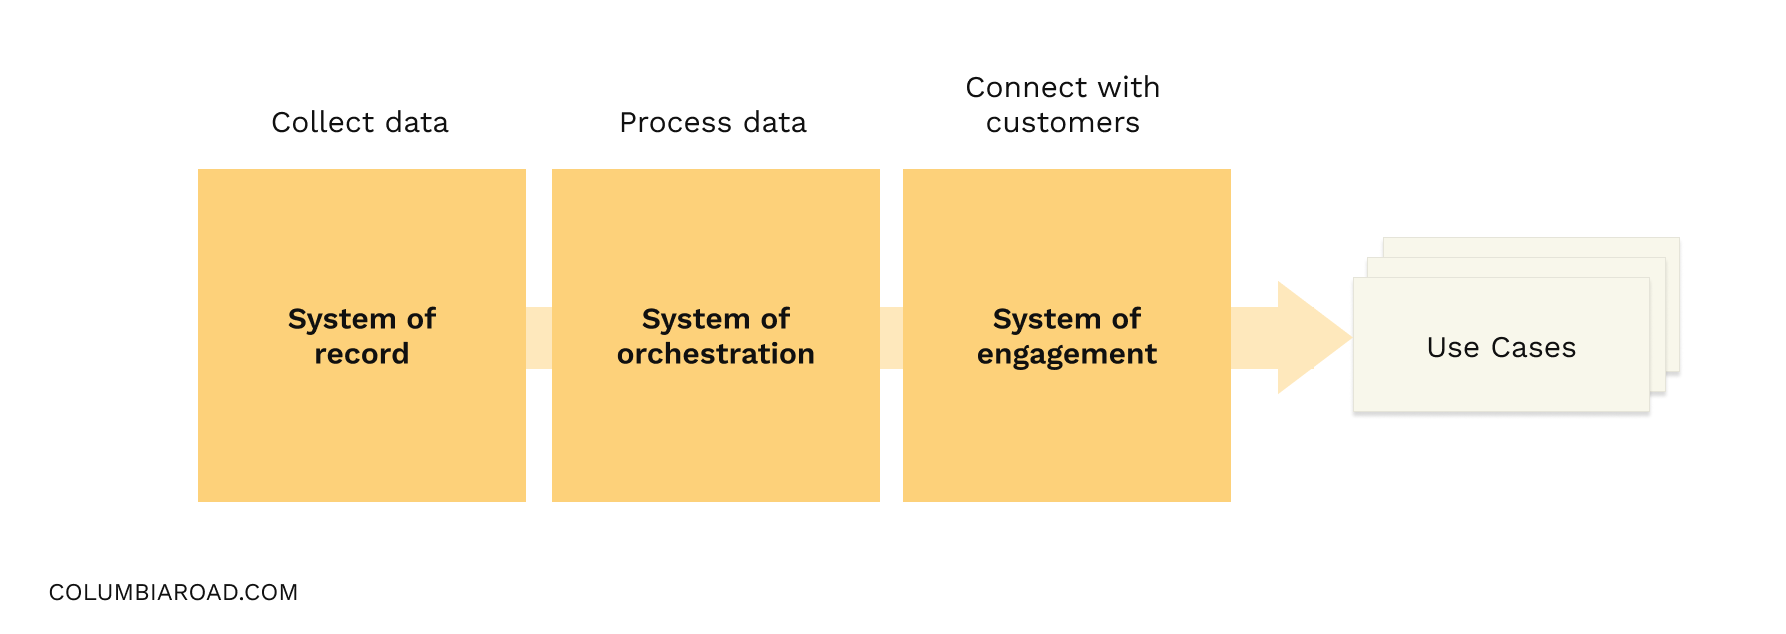 Collect data
Process data
Connect with
customers
System of
record
System of
orchestration
System of
engagement
Use Cases
COLUMBIAROAD.COM